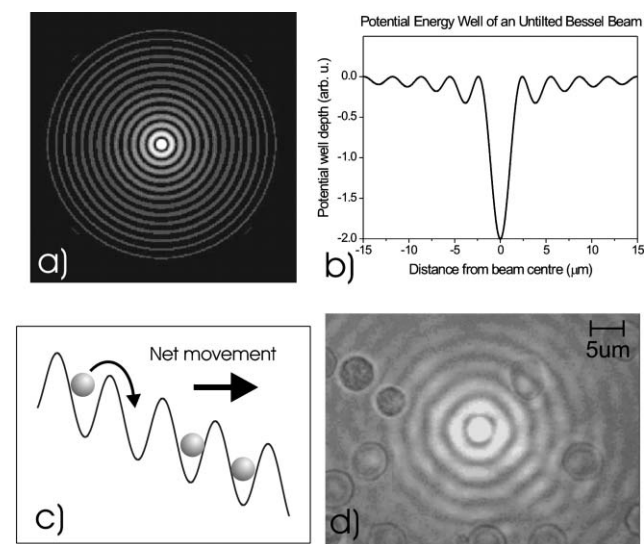 a)
Potential Energy Well of an Untilted Bessel Beam
Potential well depth (arb. u.)
0.0
-0.5
-1.0
-1.5
-2.0
-15 -10 -5 0 5 10 15
Distance from beam centre (μm)
b)
Net movement
c)
5um
d)